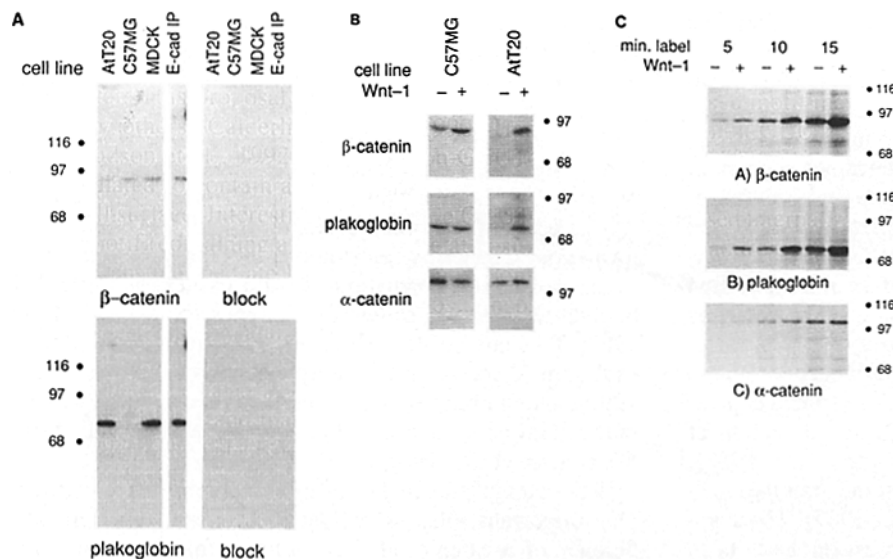 A
cell line
AtT20
C57MG
MDCK
E-cad IP
AtT20
C57MG
MDCK
E-cad IP
116 •
97 •
68 •
β–catenin
block
116 •
97 •
68 •
plakoglobin
block
B
cell line
C57MG
AtT20
Wnt–1
– + – +
β-catenin
• 97
• 68
plakoglobin
• 97
• 68
α-catenin
• 97
C
min. label 5 10 15
Wnt–1 – + – + – +
• 116
• 97
• 68
A) β-catenin
• 116
• 97
• 68
B) plakoglobin
• 116
• 97
• 68
C) α-catenin